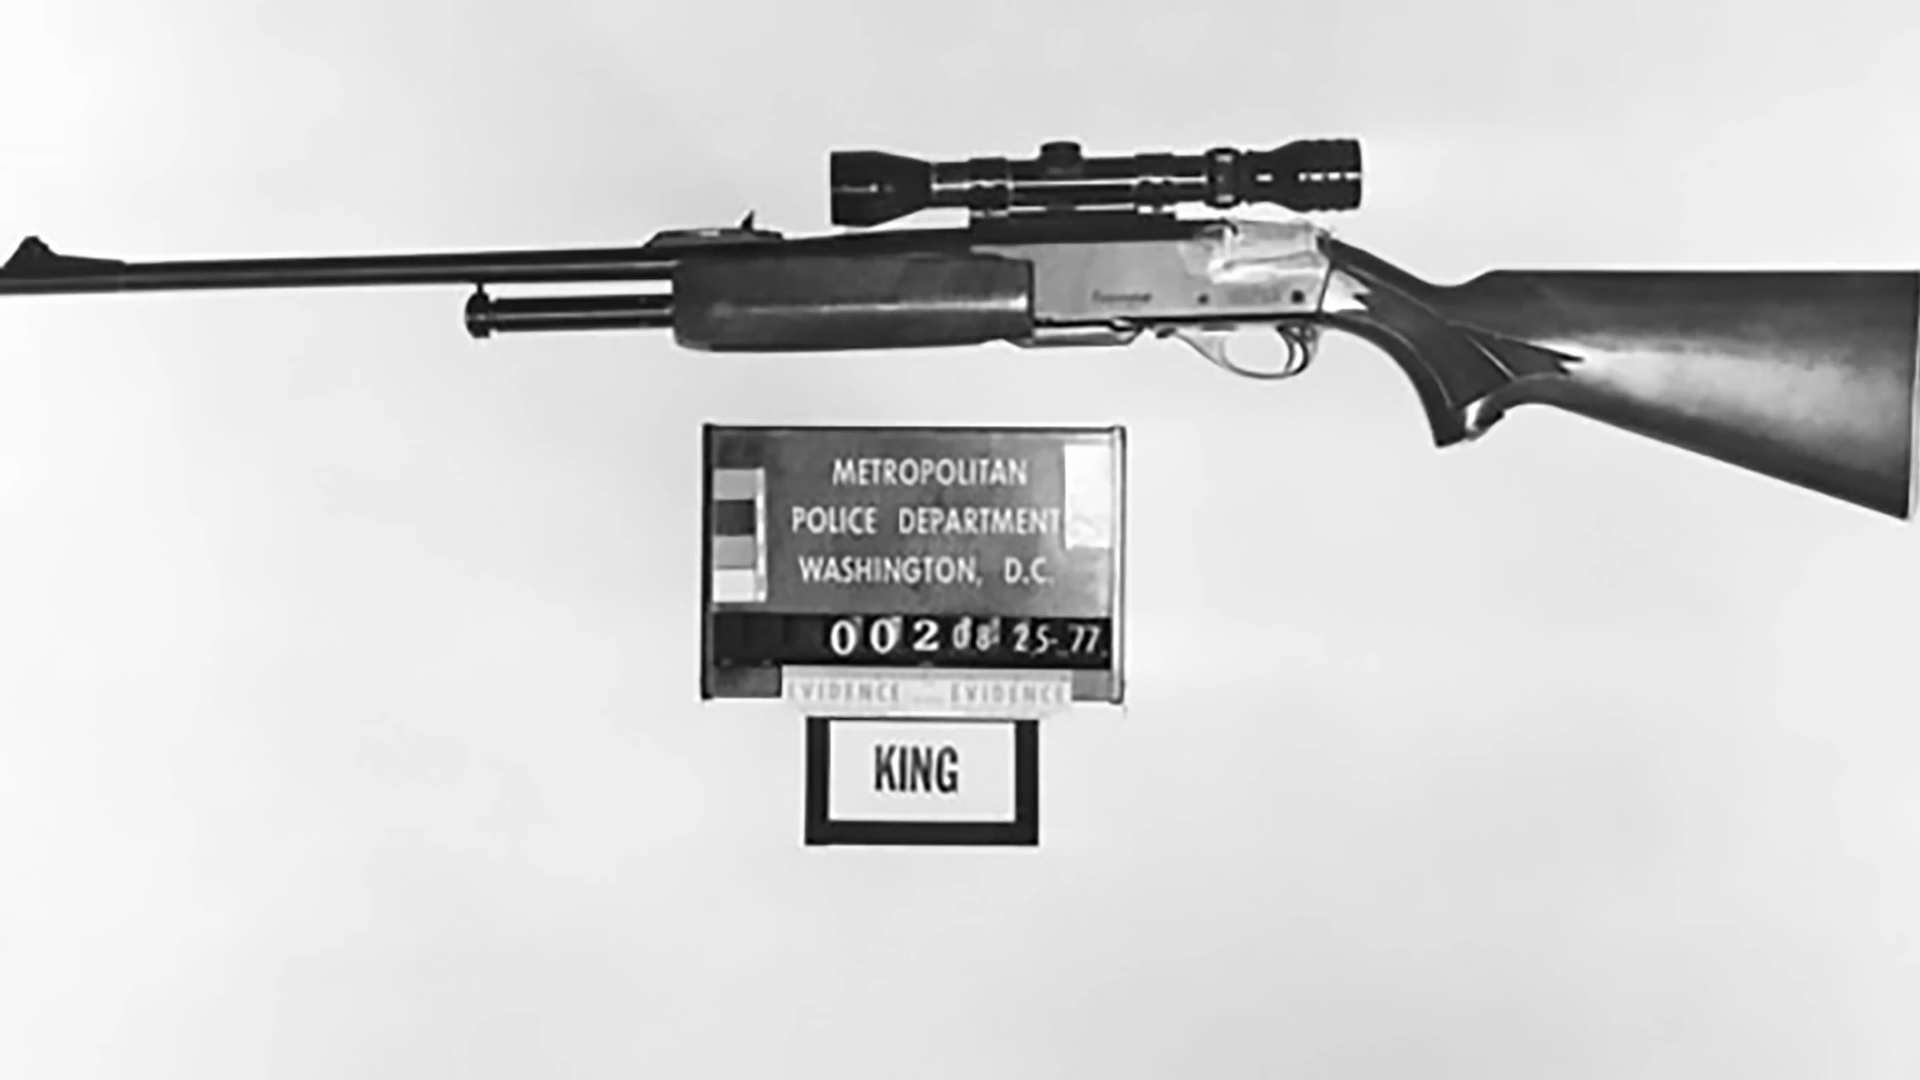 METROPOLITAN
POLICE DEPARTMENT
WASHINGTON, D.C.
002 08 25-77
EVIDENCE EVIDENCE
KING